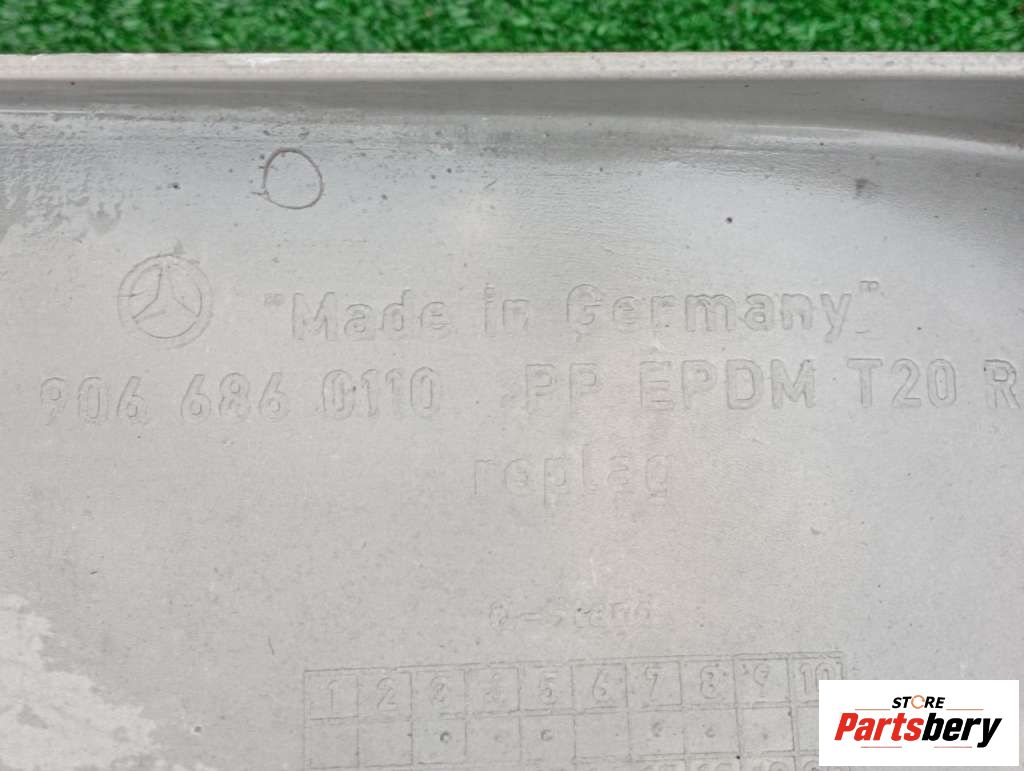 "Made in Germany"
906 686 0110 PP EPDM T20 R
replag
1 2 3 4 5 6 7 8 9 10
STORE
Partsbery